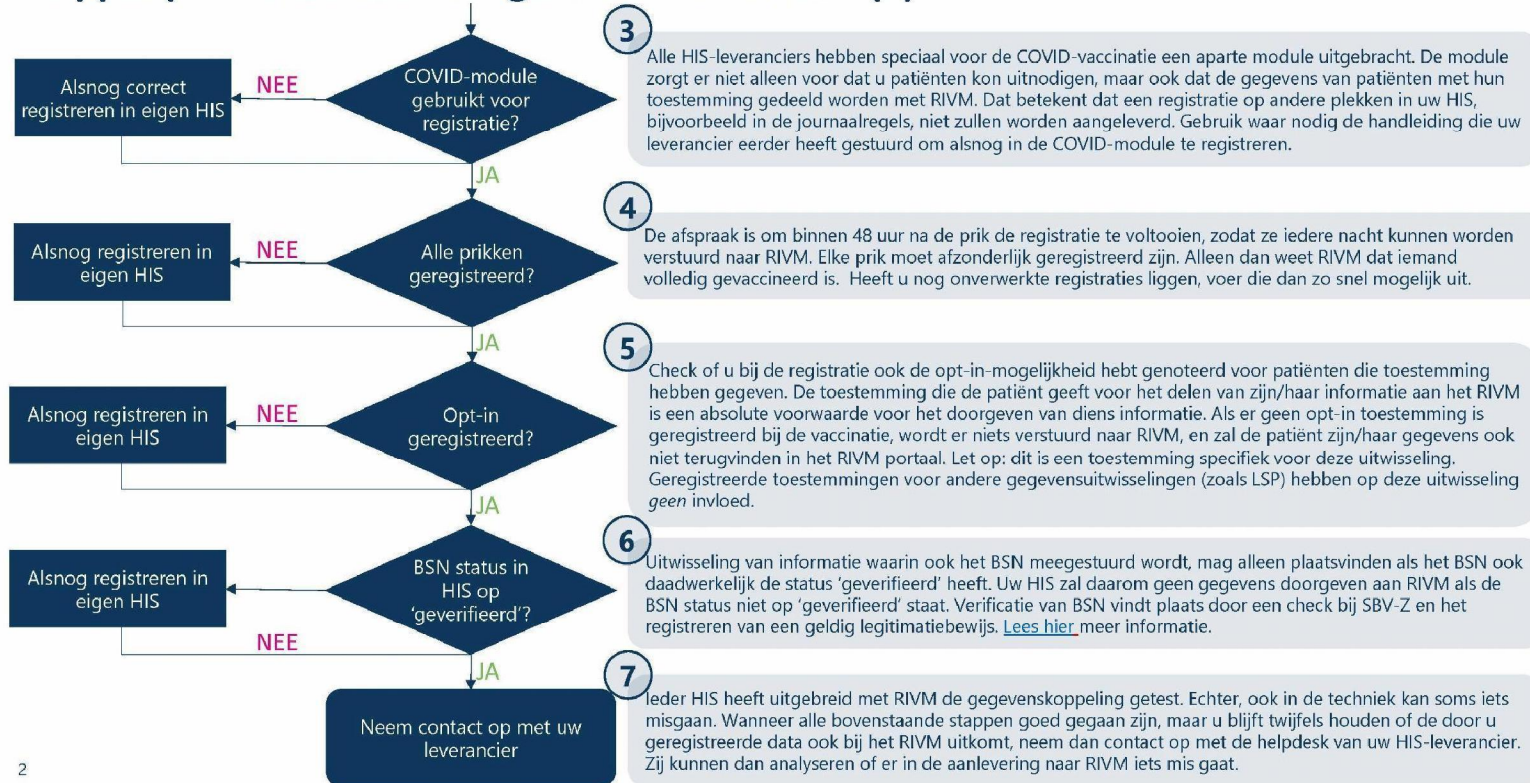 3
Alle HIS-leveranciers hebben speciaal voor de COVID-vaccinatie een aparte module uitgebracht. De module
zorgt er niet alleen voor dat u patiënten kon uitnodigen, maar ook dat de gegevens van patiënten met hun
toestemming gedeeld worden met RIVM. Dat betekent dat een registratie op andere plekken in uw HIS,
bijvoorbeeld in de journaalregels, niet zullen worden aangeleverd. Gebruik waar nodig de handleiding die uw
leverancier eerder heeft gestuurd om alsnog in de COVID-module te registreren.
COVID-module
gebruikt voor
registratie?
NEE
Alsnog correct
registreren in eigen HIS
JA
4
De afspraak is om binnen 48 uur na de prik de registratie te voltooien, zodat ze iedere nacht kunnen worden
verstuurd naar RIVM. Elke prik moet afzonderlijk geregistreerd zijn. Alleen dan weet RIVM dat iemand
volledig gevaccineerd is. Heeft u nog onverwerkte registraties liggen, voer die dan zo snel mogelijk uit.
Alle prikken
geregistreerd?
NEE
Alsnog registreren in
eigen HIS
JA
5
Check of u bij de registratie ook de opt-in-mogelijkheid hebt genoteerd voor patiënten die toestemming
hebben gegeven. De toestemming die de patiënt geeft voor het delen van zijn/haar informatie aan het RIVM
is een absolute voorwaarde voor het doorgeven van diens informatie. Als er geen opt-in toestemming is
geregistreerd bij de vaccinatie, wordt er niets verstuurd naar RIVM, en zal de patiënt zijn/haar gegevens ook
niet terugvinden in het RIVM portaal. Let op: dit is een toestemming specifiek voor deze uitwisseling.
Geregistreerde toestemmingen voor andere gegevensuitwisselingen (zoals LSP) hebben op deze uitwisseling
geen invloed.
Opt-in
geregistreerd?
NEE
Alsnog registreren in
eigen HIS
JA
6
Uitwisseling van informatie waarin ook het BSN meegestuurd wordt, mag alleen plaatsvinden als het BSN ook
daadwerkelijk de status 'geverifieerd' heeft. Uw HIS zal daarom geen gegevens doorgeven aan RIVM als de
BSN status niet op 'geverifieerd' staat. Verificatie van BSN vindt plaats door een check bij SBV-Z en het
registreren van een geldig legitimatiebewijs. Lees hier meer informatie.
BSN status in
HIS op
'geverifieerd'?
Alsnog registreren in
eigen HIS
NEE
JA
7
Ieder HIS heeft uitgebreid met RIVM de gegevenskoppeling getest. Echter, ook in de techniek kan soms iets
misgaan. Wanneer alle bovenstaande stappen goed gegaan zijn, maar u blijft twijfels houden of de door u
geregistreerde data ook bij het RIVM uitkomt, neem dan contact op met de helpdesk van uw HIS-leverancier.
Zij kunnen dan analyseren of er in de aanlevering naar RIVM iets mis gaat.
Neem contact op met uw
leverancier
2